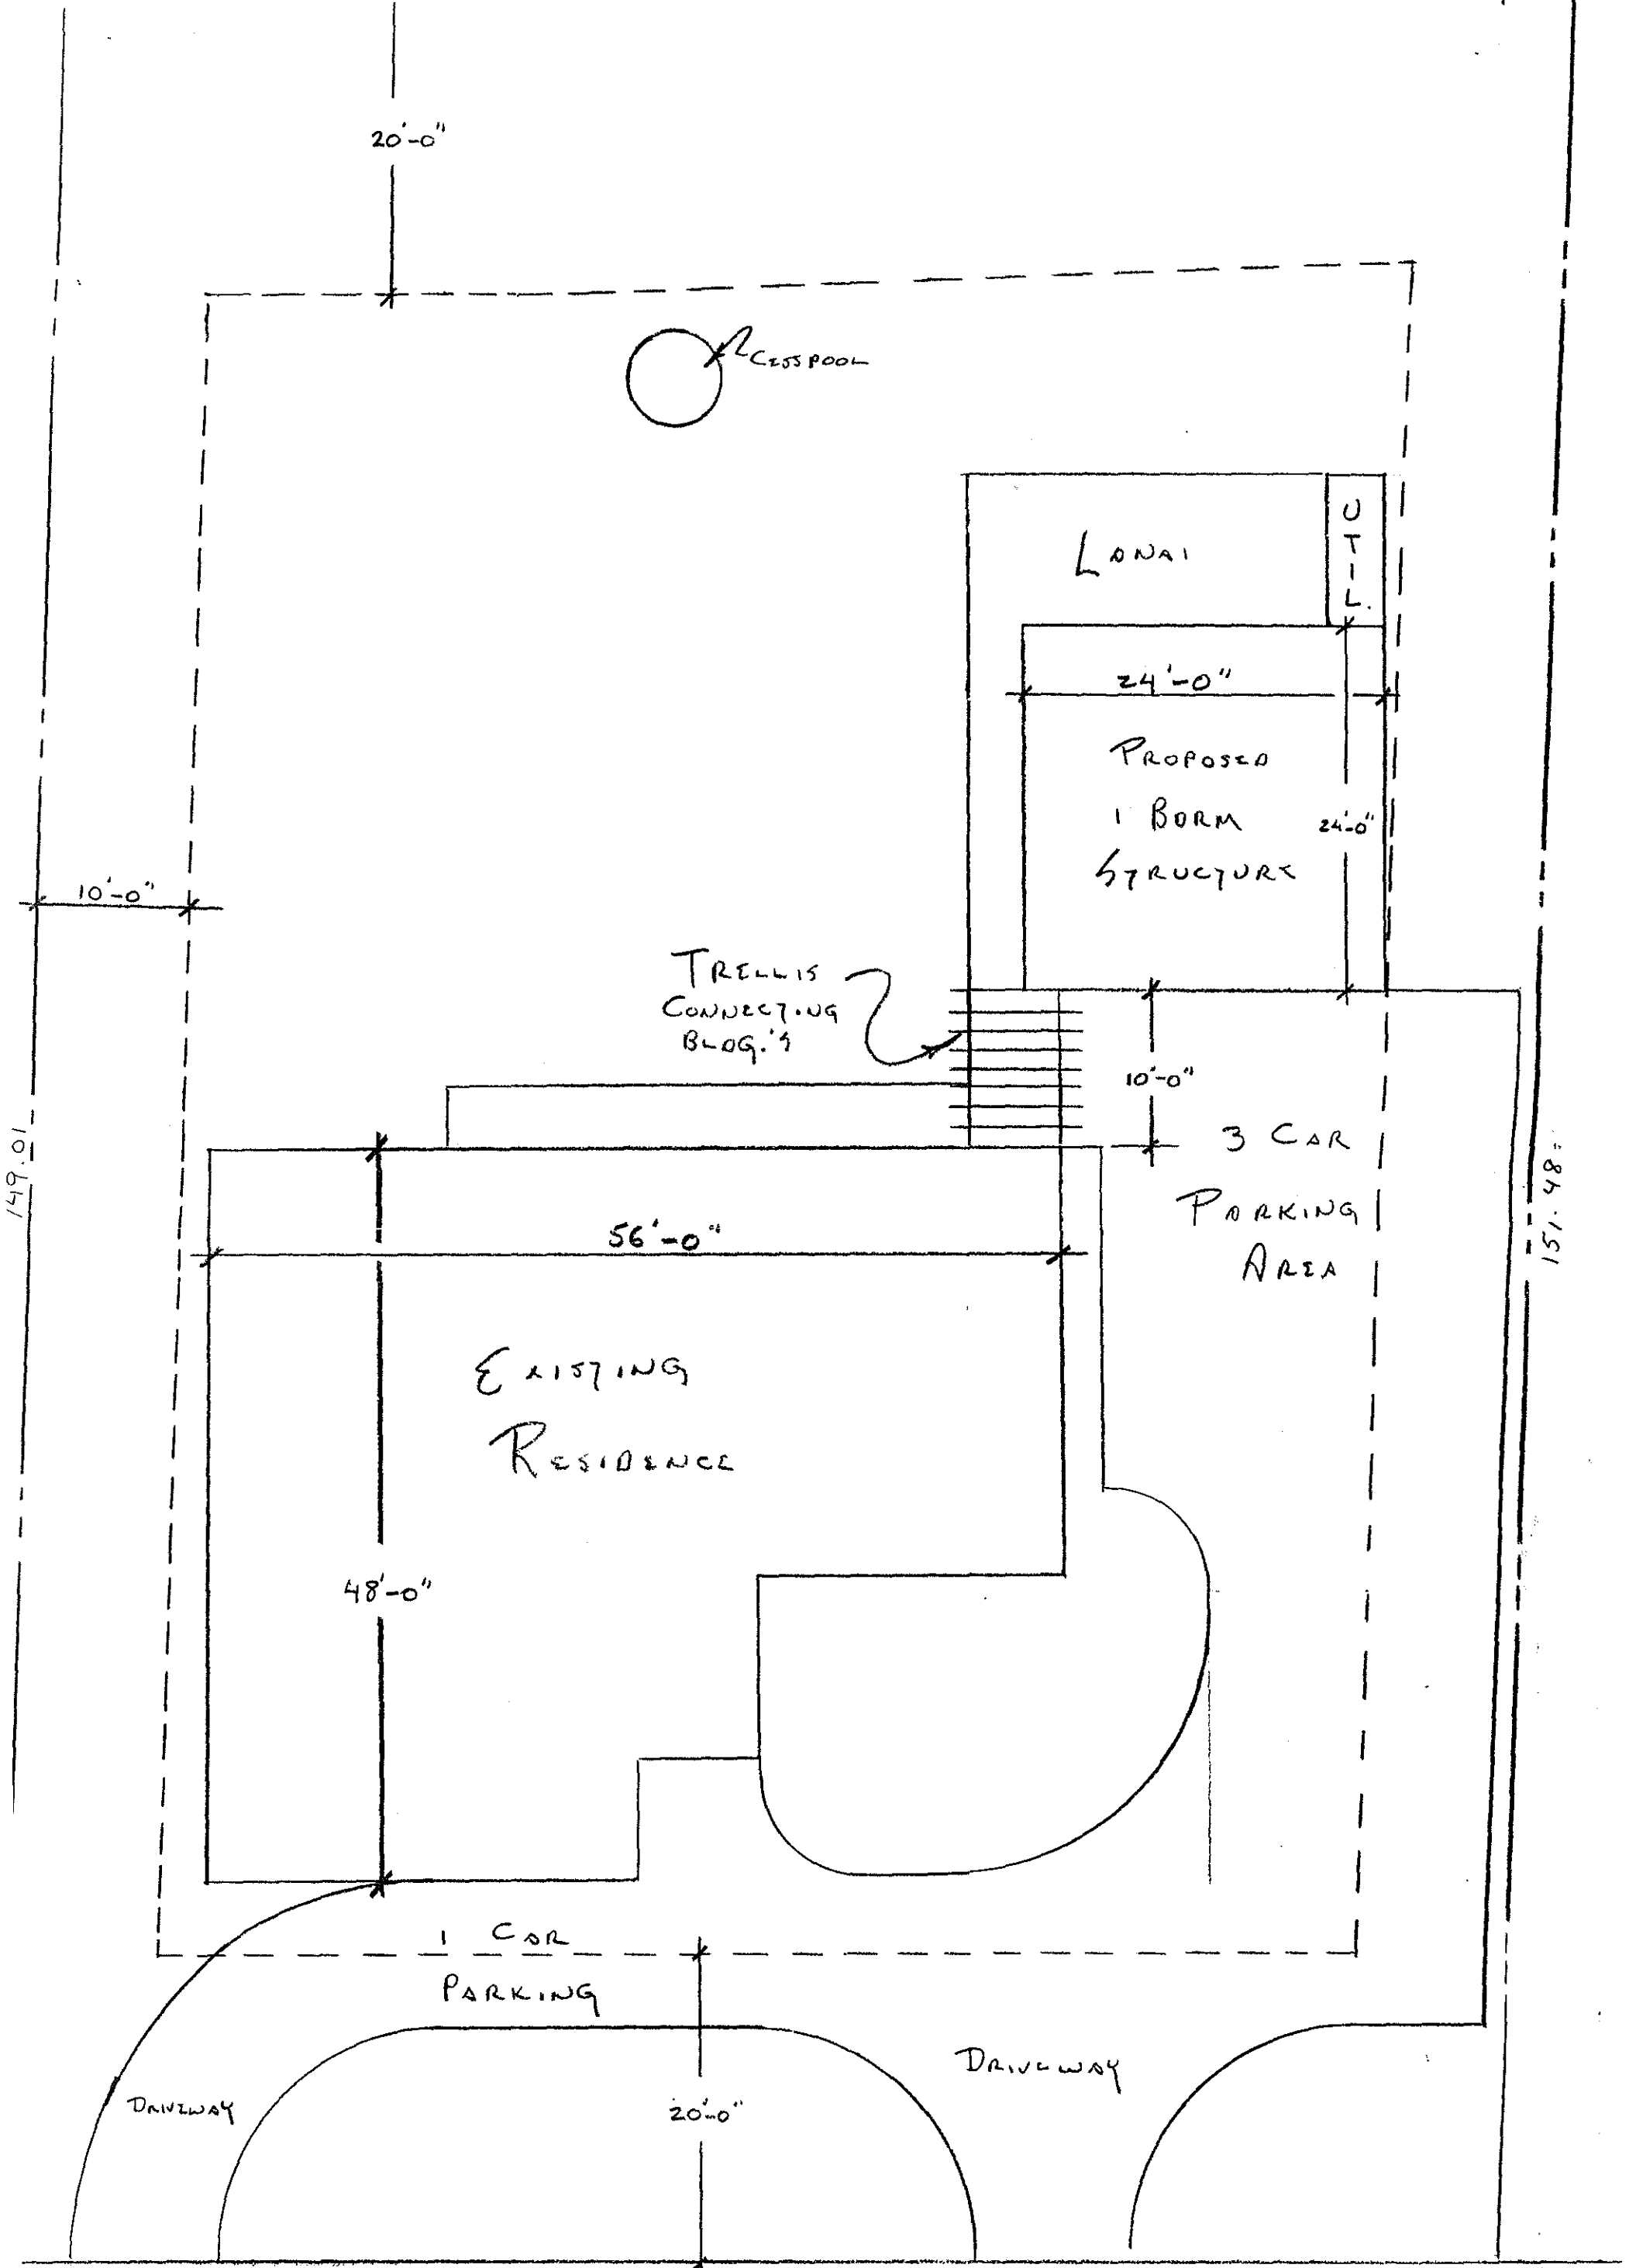 20'-0"
CESSPOOL
LANAI
UTIL.
24'-0"
PROPOSED
1 BDRM
24'-0"
STRUCTURE
10'-0"
TRELLIS
CONNECTING
BLDG.'S
10'-0"
3 CAR
PARKING
AREA
149.01
151.48
56'-0"
EXISTING
RESIDENCE
48'-0"
1 CAR
PARKING
DRIVEWAY
DRIVEWAY
20'-0"